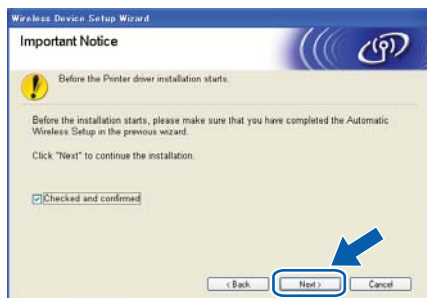 Wireless Device Setup Wizard
Important Notice
Before the Printer driver installation starts.
Before the installation starts, please make sure that you have completed the Automatic
Wireless Setup in the previous wizard.
Click "Next" to continue the installation.
Checked and confirmed
< Back
Next >
Cancel